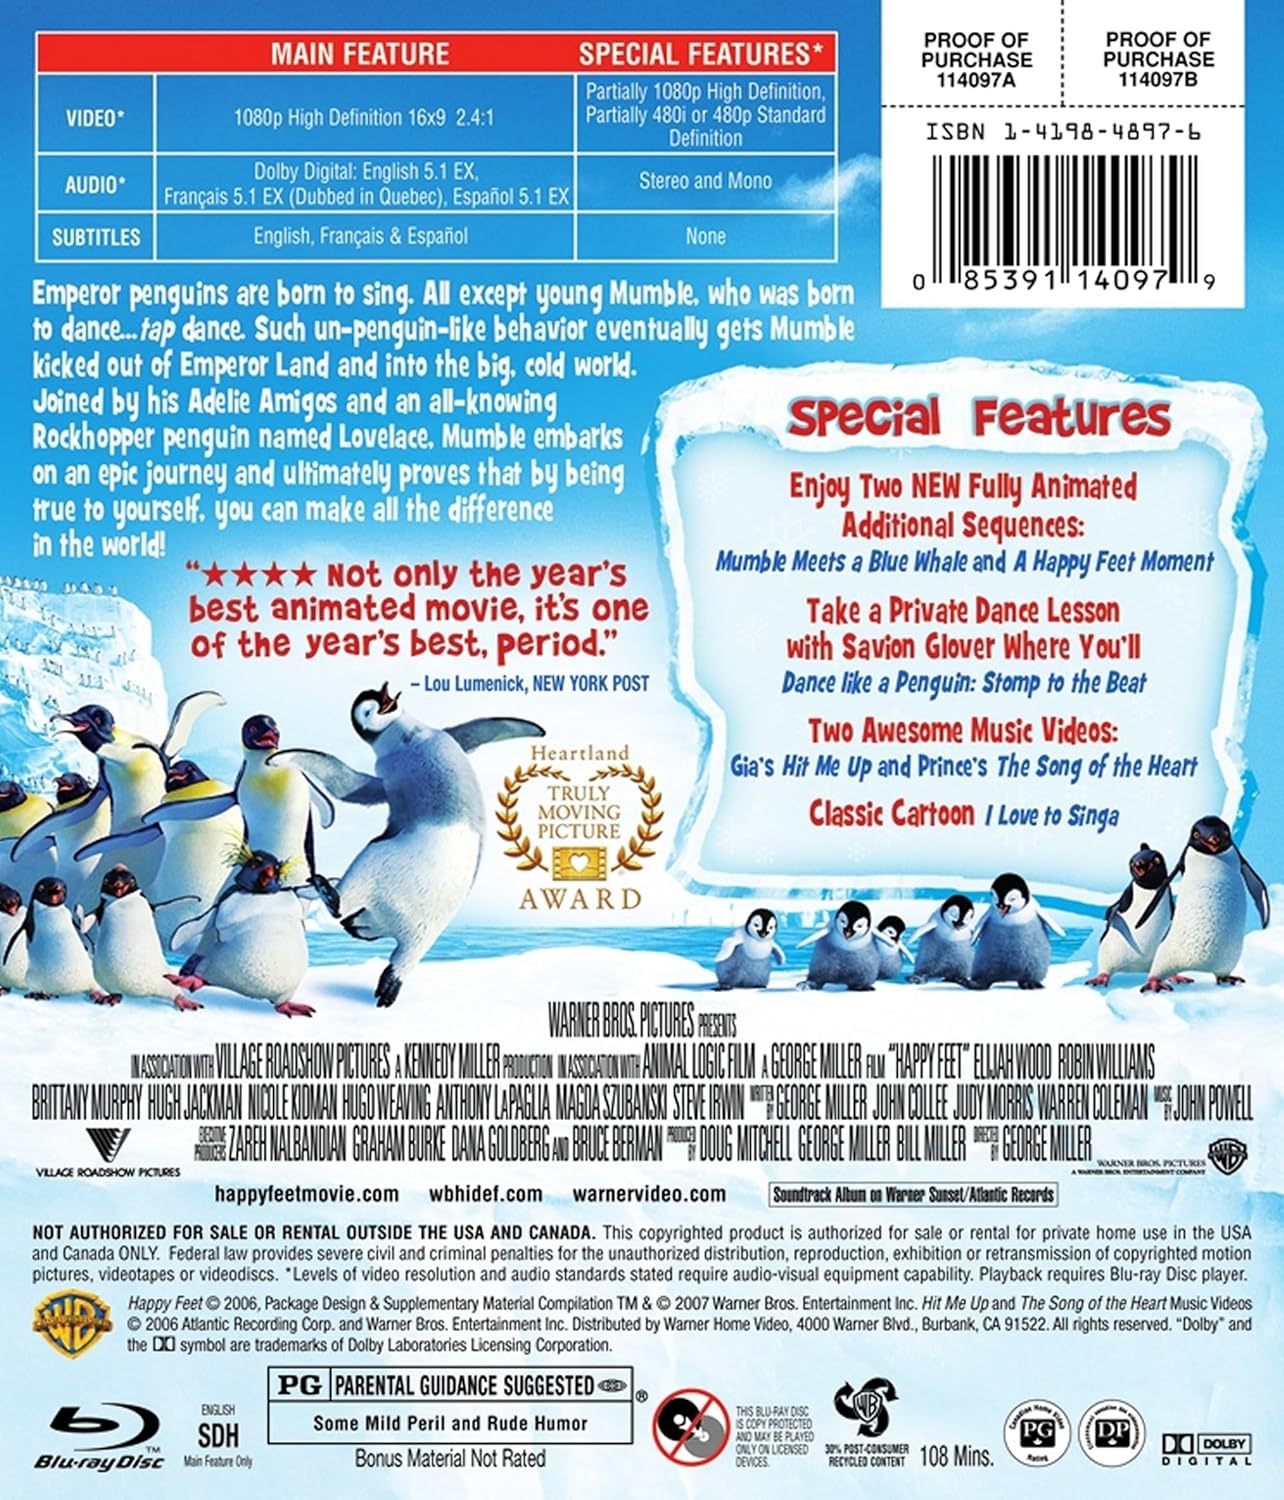 MAIN FEATURE SPECIAL FEATURES*
VIDEO* 1080p High Definition 16x9 2.4:1 Partially 1080p High Definition,
Partially 480i or 480p Standard
Definition
AUDIO* Dolby Digital: English 5.1 EX,
Français 5.1 EX (Dubbed in Quebec), Español 5.1 EX Stereo and Mono
SUBTITLES English, Français & Español None
PROOF OF
PURCHASE
114097A
PROOF OF
PURCHASE
114097B
ISBN 1-4198-4897-6
0 85391 14097 9
Emperor penguins are born to sing. All except young Mumble, who was born
to dance...tap dance. Such un-penguin-like behavior eventually gets Mumble
kicked out of Emperor Land and into the big, cold world.
Joined by his Adelie Amigos and an all-knowing
Rockhopper penguin named Lovelace, Mumble embarks
on an epic journey and ultimately proves that by being
true to yourself, you can make all the difference
in the world!
"★★★★ Not only the year's
best animated movie, it's one
of the year's best, period."
– Lou Lumenick, NEW YORK POST
Heartland
TRULY
MOVING
PICTURE
AWARD
Special Features
Enjoy Two NEW Fully Animated
Additional Sequences:
Mumble Meets a Blue Whale and A Happy Feet Moment
Take a Private Dance Lesson
with Savion Glover Where You'll
Dance like a Penguin: Stomp to the Beat
Two Awesome Music Videos:
Gia's Hit Me Up and Prince's The Song of the Heart
Classic Cartoon I Love to Singa
WARNER BROS. PICTURES PRESENTS
IN ASSOCIATION WITH VILLAGE ROADSHOW PICTURES A KENNEDY MILLER PRODUCTION IN ASSOCIATION WITH ANIMAL LOGIC FILM A GEORGE MILLER FILM "HAPPY FEET" ELIJAH WOOD ROBIN WILLIAMS
BRITTANY MURPHY HUGH JACKMAN NICOLE KIDMAN HUGO WEAVING ANTHONY LaPAGLIA MAGDA SZUBANSKI STEVE IRWIN WRITTEN BY GEORGE MILLER JOHN COLLEE JUDY MORRIS WARREN COLEMAN MUSIC BY JOHN POWELL
EXECUTIVE PRODUCERS ZAREH NALBANDIAN GRAHAM BURKE DANA GOLDBERG AND BRUCE BERMAN PRODUCED BY DOUG MITCHELL GEORGE MILLER BILL MILLER DIRECTED BY GEORGE MILLER
VILLAGE ROADSHOW PICTURES
WARNER BROS. PICTURES
A WARNER BROS. ENTERTAINMENT COMPANY
happyfeetmovie.com wbhidef.com warnervideo.com Soundtrack Album on Warner Sunset/Atlantic Records
NOT AUTHORIZED FOR SALE OR RENTAL OUTSIDE THE USA AND CANADA. This copyrighted product is authorized for sale or rental for private home use in the USA
and Canada ONLY. Federal law provides severe civil and criminal penalties for the unauthorized distribution, reproduction, exhibition or retransmission of copyrighted motion
pictures, videotapes or videodiscs. *Levels of video resolution and audio standards stated require audio-visual equipment capability. Playback requires Blu-ray Disc player.
Happy Feet © 2006, Package Design & Supplementary Material Compilation TM & © 2007 Warner Bros. Entertainment Inc. Hit Me Up and The Song of the Heart Music Videos
© 2006 Atlantic Recording Corp. and Warner Bros. Entertainment Inc. Distributed by Warner Home Video, 4000 Warner Blvd., Burbank, CA 91522. All rights reserved. "Dolby" and
the symbol are trademarks of Dolby Laboratories Licensing Corporation.
Blu-ray Disc™
ENGLISH
SDH
Main Feature Only
PG PARENTAL GUIDANCE SUGGESTED ®
Some Mild Peril and Rude Humor
Bonus Material Not Rated
THIS BLU-RAY DISC
IS COPY PROTECTED
AND MAY BE PLAYED
ONLY ON LICENSED
DEVICES.
30% POST-CONSUMER
RECYCLED CONTENT
108 Mins.
Canadian Home Video
PG
Rating
DP
DOLBY
DIGITAL